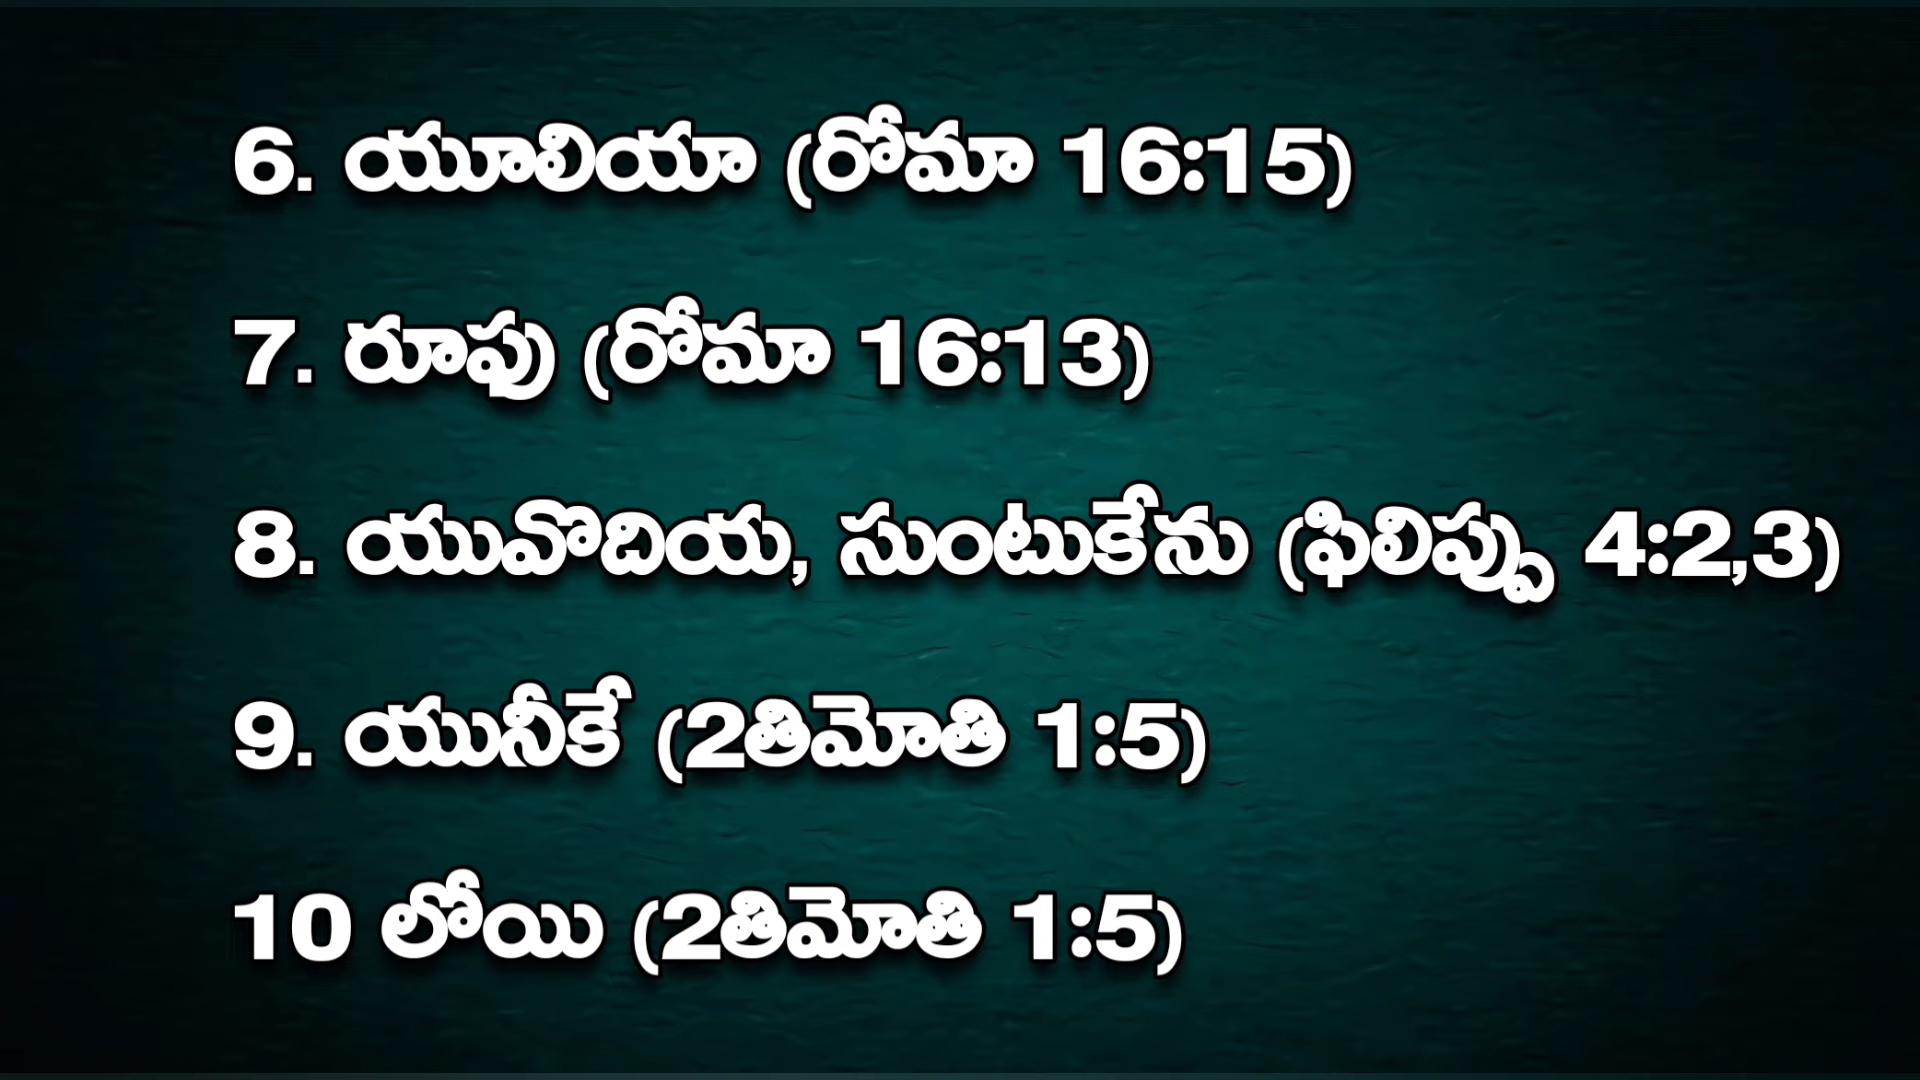 6. యూలియా (రోమా 16:15)
7. రూఫు (రోమా 16:13)
8. యువొదియ, సుంటుకేను (ఫిలిప్పు 4:2,3)
9. యునీకే (2తిమోతి 1:5)
10 లోయి (2తిమోతి 1:5)